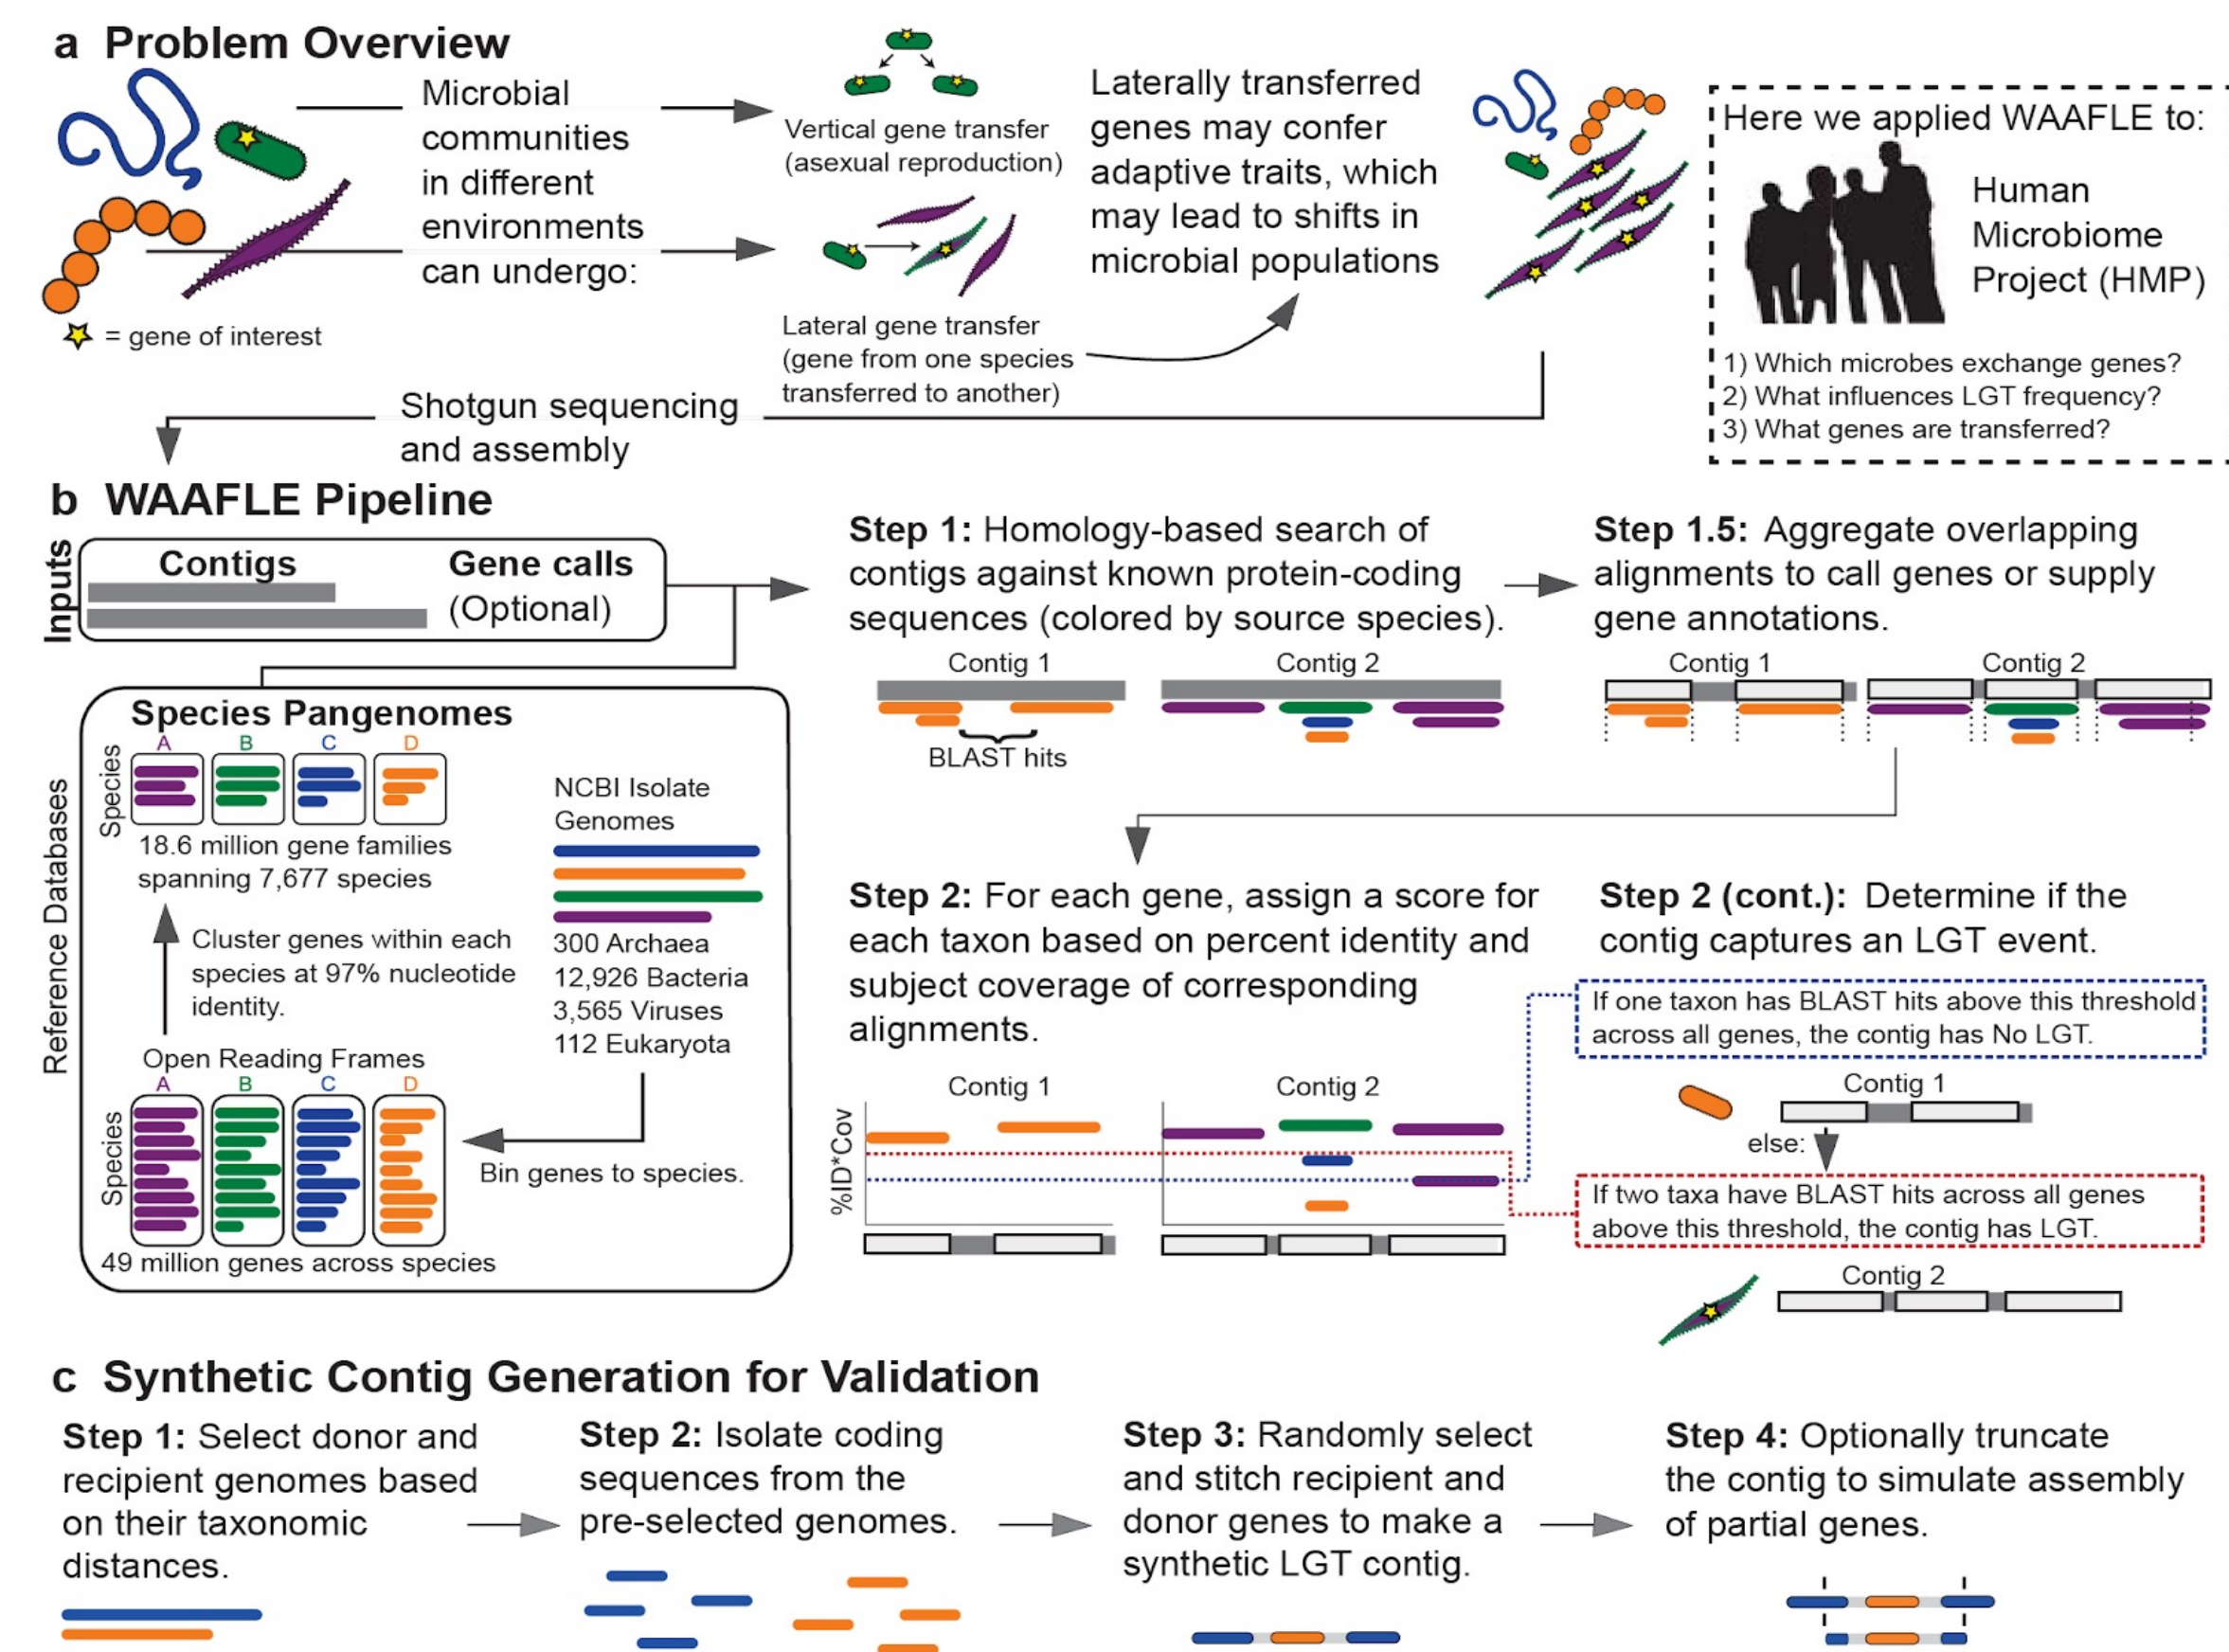 a Problem Overview
Microbial
communities
in different
environments
can undergo:
= gene of interest
Vertical gene transfer
(asexual reproduction)
Lateral gene transfer
(gene from one species
transferred to another)
Laterally transferred
genes may confer
adaptive traits, which
may lead to shifts in
microbial populations
Here we applied WAAFLE to:
Human
Microbiome
Project (HMP)
1) Which microbes exchange genes?
2) What influences LGT frequency?
3) What genes are transferred?
Shotgun sequencing
and assembly
b WAAFLE Pipeline
Inputs
Contigs
Gene calls
(Optional)
Reference Databases
Species Pangenomes
A B C D
Species
18.6 million gene families
spanning 7,677 species
Cluster genes within each
species at 97% nucleotide
identity.
NCBI Isolate
Genomes
300 Archaea
12,926 Bacteria
3,565 Viruses
112 Eukaryota
Bin genes to species.
Open Reading Frames
A B C D
Species
49 million genes across species
Step 1: Homology-based search of
contigs against known protein-coding
sequences (colored by source species).
Contig 1 Contig 2
BLAST hits
Step 1.5: Aggregate overlapping
alignments to call genes or supply
gene annotations.
Contig 1 Contig 2
Step 2: For each gene, assign a score for
each taxon based on percent identity and
subject coverage of corresponding
alignments.
Contig 1 Contig 2
%ID*Cov
Step 2 (cont.): Determine if the
contig captures an LGT event.
If one taxon has BLAST hits above this threshold
across all genes, the contig has No LGT.
Contig 1
else:
If two taxa have BLAST hits across all genes
above this threshold, the contig has LGT.
Contig 2
c Synthetic Contig Generation for Validation
Step 1: Select donor and
recipient genomes based
on their taxonomic
distances.
Step 2: Isolate coding
sequences from the
pre-selected genomes.
Step 3: Randomly select
and stitch recipient and
donor genes to make a
synthetic LGT contig.
Step 4: Optionally truncate
the contig to simulate assembly
of partial genes.